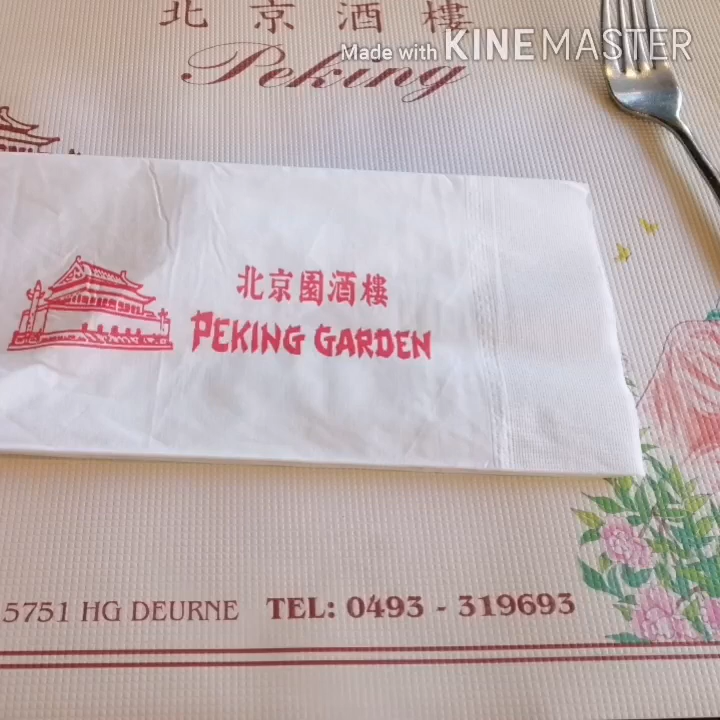 北京酒樓
Made with KINEMASTER
Peking
北京園酒樓
PEKING GARDEN
5751 HG DEURNE TEL: 0493 - 319693